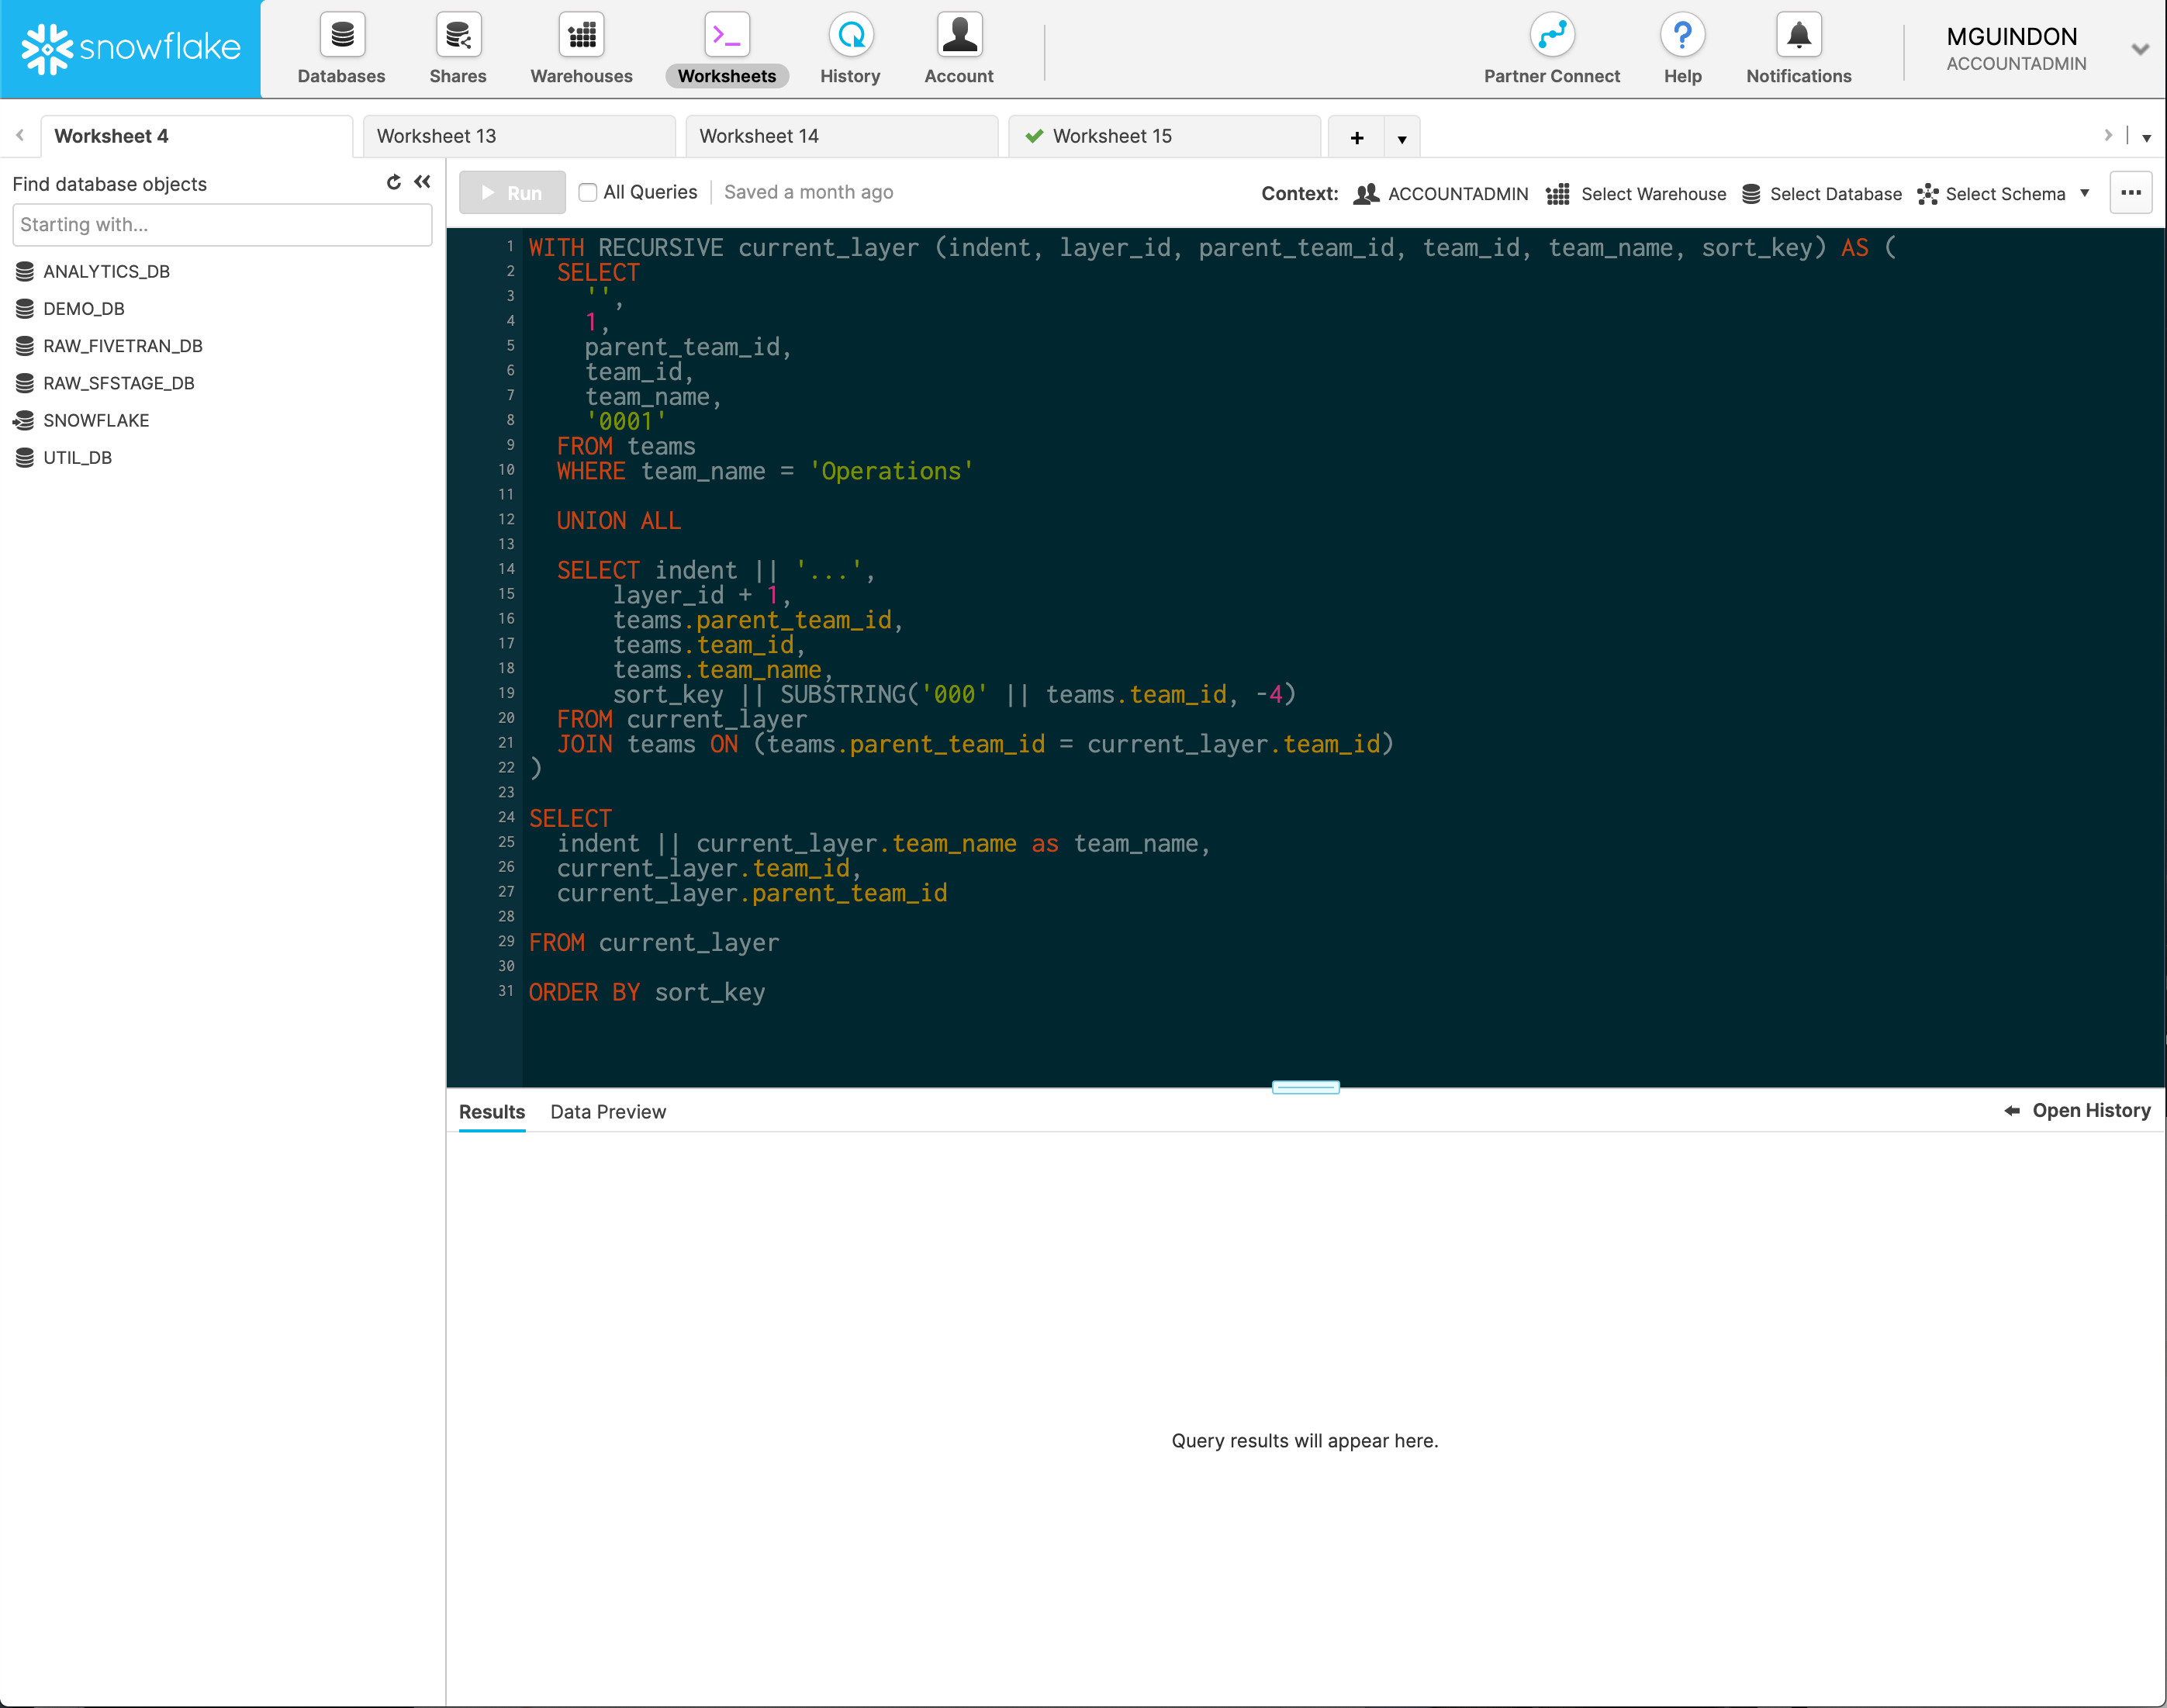 snowflake
Databases Shares Warehouses Worksheets History Account Partner Connect Help Notifications
MGUINDON
ACCOUNTADMIN
Worksheet 4 Worksheet 13 Worksheet 14 Worksheet 15
Find database objects
Starting with...
ANALYTICS_DB
DEMO_DB
RAW_FIVETRAN_DB
RAW_SFSTAGE_DB
SNOWFLAKE
UTIL_DB
Run All Queries Saved a month ago Context: ACCOUNTADMIN Select Warehouse Select Database Select Schema
1 WITH RECURSIVE current_layer (indent, layer_id, parent_team_id, team_id, team_name, sort_key) AS (
2   SELECT
3     '',
4     1,
5     parent_team_id,
6     team_id,
7     team_name,
8     '0001'
9   FROM teams
10   WHERE team_name = 'Operations'
11
12   UNION ALL
13
14   SELECT indent || '...',
15       layer_id + 1,
16       teams.parent_team_id,
17       teams.team_id,
18       teams.team_name,
19       sort_key || SUBSTRING('000' || teams.team_id, -4)
20   FROM current_layer
21   JOIN teams ON (teams.parent_team_id = current_layer.team_id)
22 )
23
24 SELECT
25   indent || current_layer.team_name as team_name,
26   current_layer.team_id,
27   current_layer.parent_team_id
28
29 FROM current_layer
30
31 ORDER BY sort_key
Results Data Preview Open History
Query results will appear here.